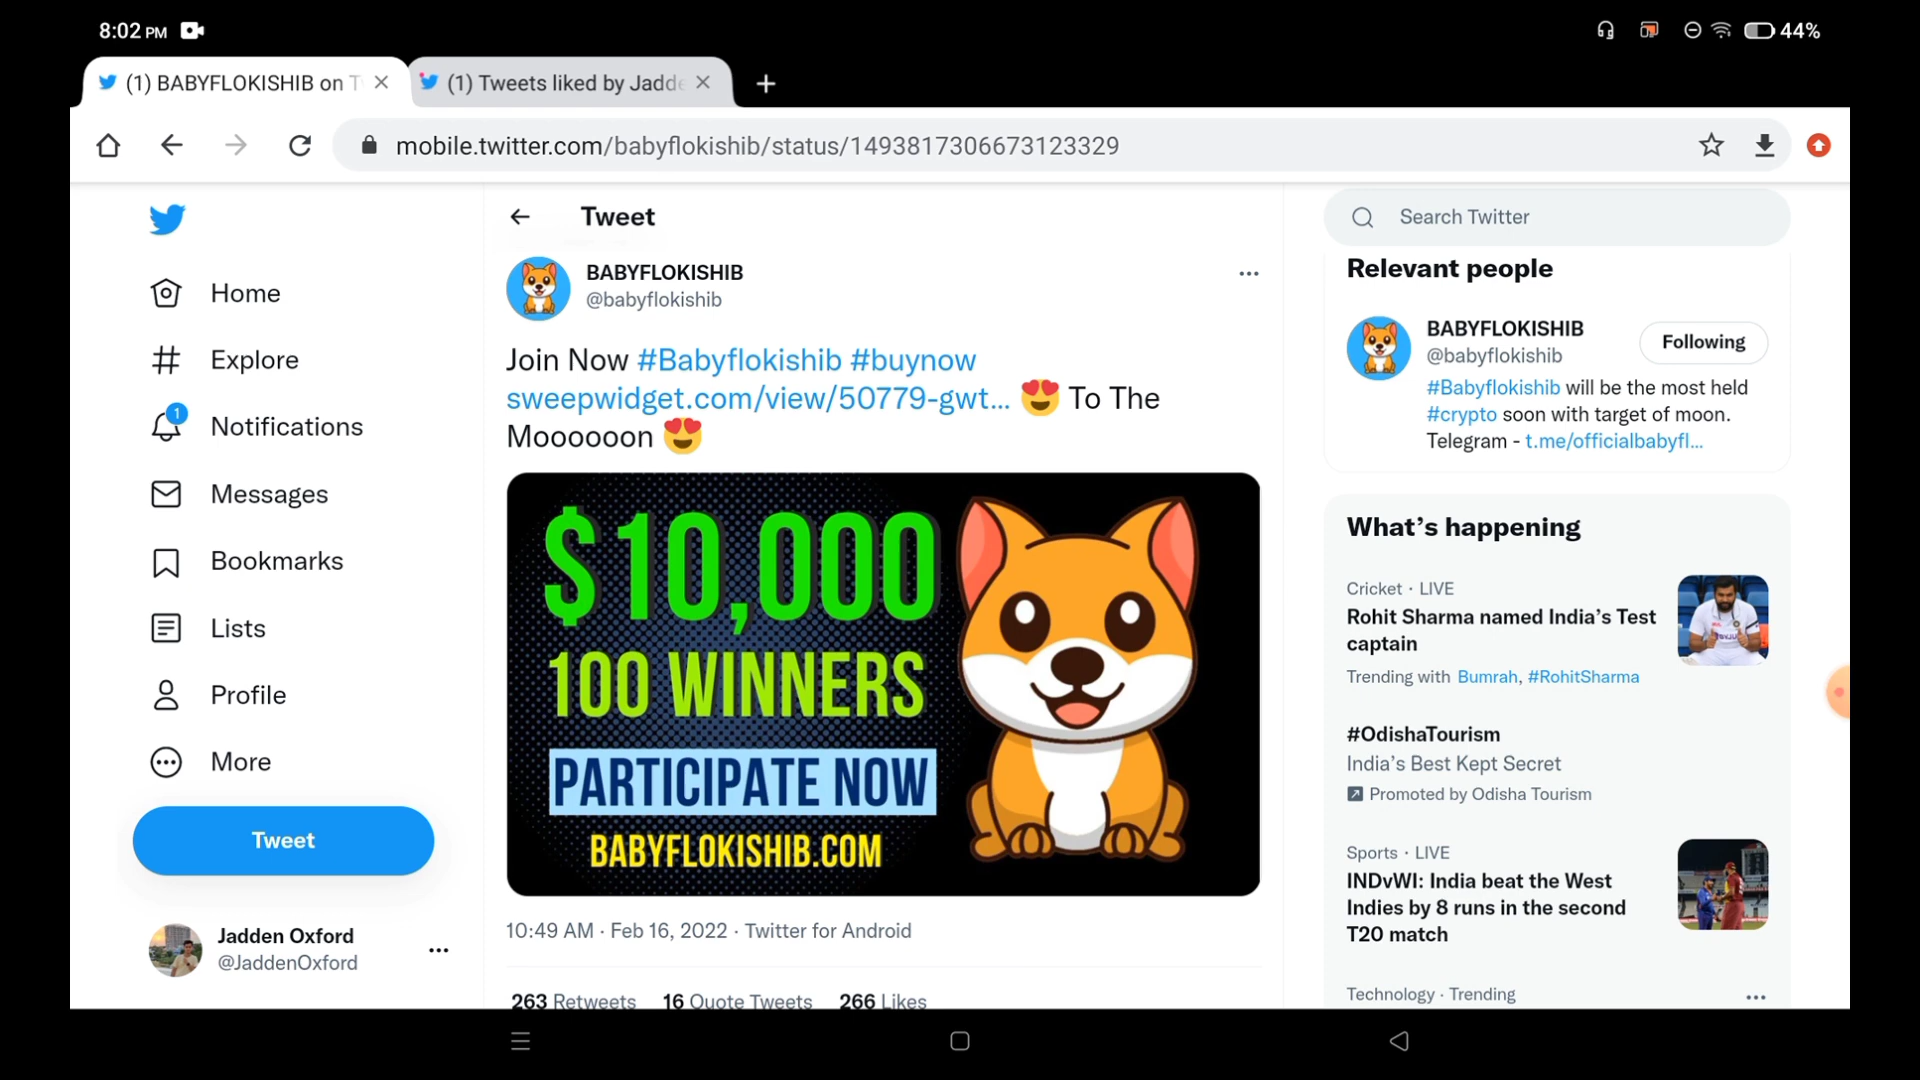 8:02 PM
44%
(1) BABYFLOKISHIB on T
(1) Tweets liked by Jadde
mobile.twitter.com/babyflokishib/status/1493817306673123329
Tweet
Search Twitter
Home
Explore
1
Notifications
Messages
Bookmarks
Lists
Profile
More
Tweet
Jadden Oxford
@JaddenOxford
BABYFLOKISHIB
@babyflokishib
Join Now #Babyflokishib #buynow
sweepwidget.com/view/50779-gwt... 😍 To The
Moooooon 😍
$10,000
100 WINNERS
PARTICIPATE NOW
BABYFLOKISHIB.COM
10:49 AM · Feb 16, 2022 · Twitter for Android
263 Retweets 16 Quote Tweets 266 Likes
Relevant people
BABYFLOKISHIB
@babyflokishib
Following
#Babyflokishib will be the most held
#crypto soon with target of moon.
Telegram - t.me/officialbabyfl...
What's happening
Cricket · LIVE
Rohit Sharma named India's Test
captain
Trending with Bumrah, #RohitSharma
#OdishaTourism
India's Best Kept Secret
Promoted by Odisha Tourism
Sports · LIVE
INDvWI: India beat the West
Indies by 8 runs in the second
T20 match
Technology · Trending